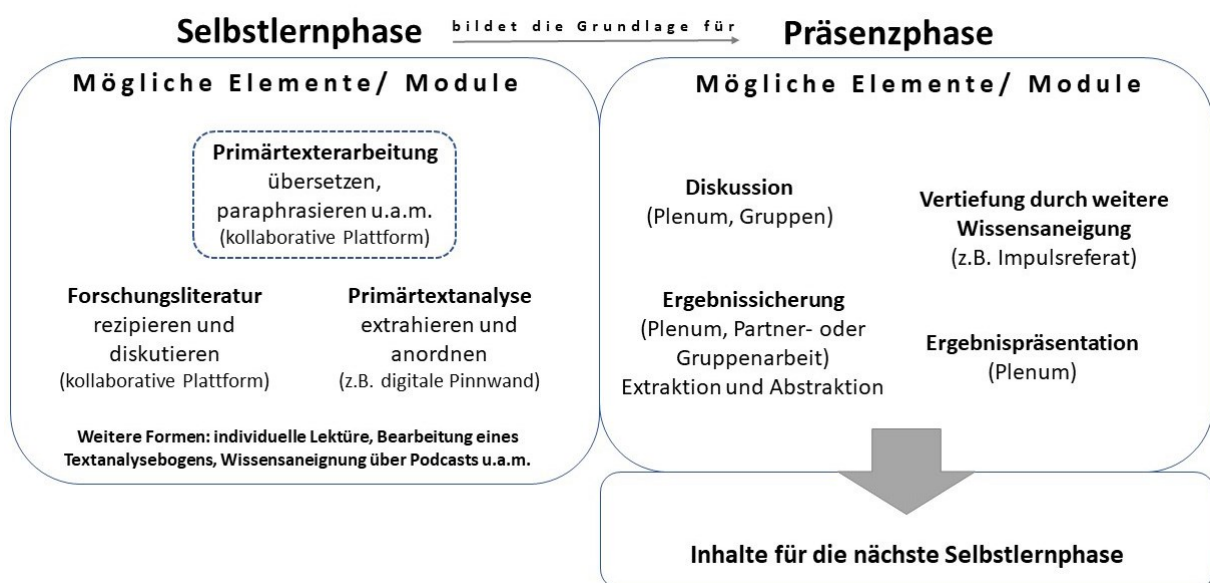 Selbstlernphase
bildet die Grundlage für
Präsenzphase
Mögliche Elemente/ Module
Primärtexterarbeitung
übersetzen,
paraphrasieren u.a.m.
(kollaborative Plattform)
Forschungsliteratur
rezipieren und
diskutieren
(kollaborative Plattform)
Primärtextanalyse
extrahieren und
anordnen
(z.B. digitale Pinnwand)
Weitere Formen: individuelle Lektüre, Bearbeitung eines
Textanalysebogens, Wissensaneignung über Podcasts u.a.m.
Mögliche Elemente/ Module
Diskussion
(Plenum, Gruppen)
Vertiefung durch weitere
Wissensaneigung
(z.B. Impulsreferat)
Ergebnissicherung
(Plenum, Partner- oder
Gruppenarbeit)
Extraktion und Abstraktion
Ergebnispräsentation
(Plenum)
Inhalte für die nächste Selbstlernphase